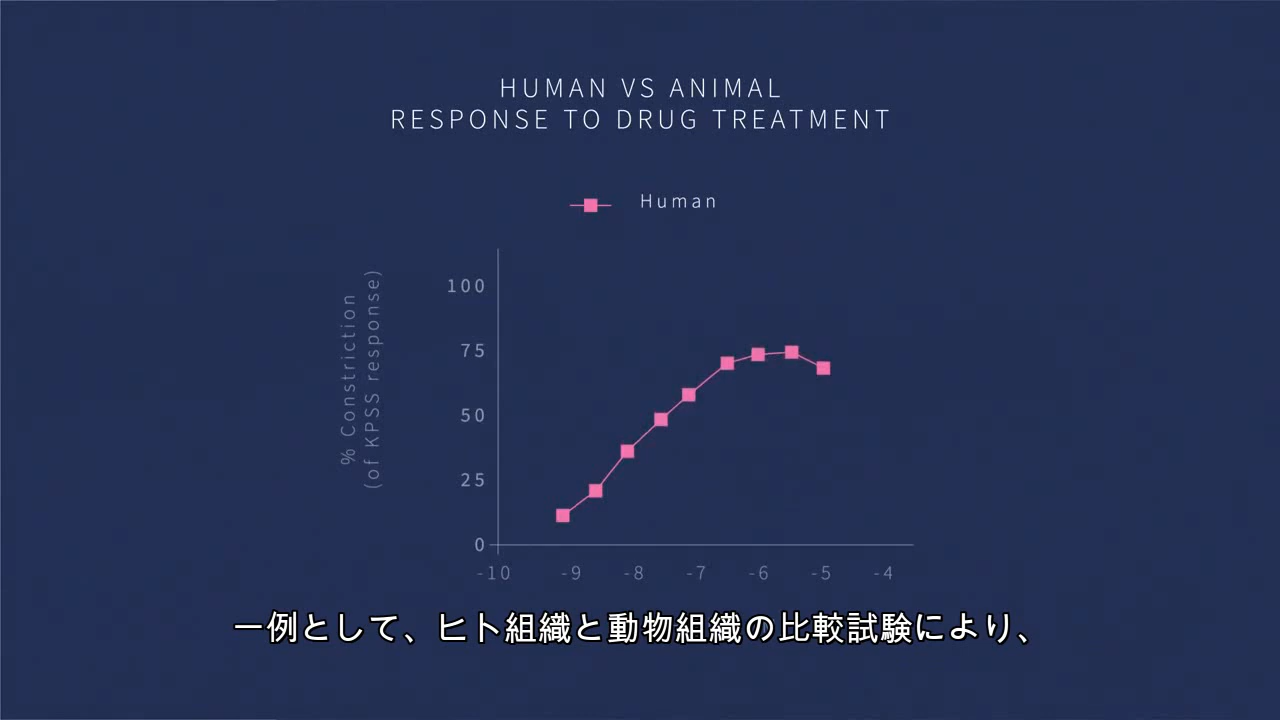 HUMAN VS ANIMAL
RESPONSE TO DRUG TREATMENT
Human
% Constriction
(of KPSS response)
100
75
50
25
0
-10 -9 -8 -7 -6 -5 -4
一例として、ヒト組織と動物組織の比較試験により、